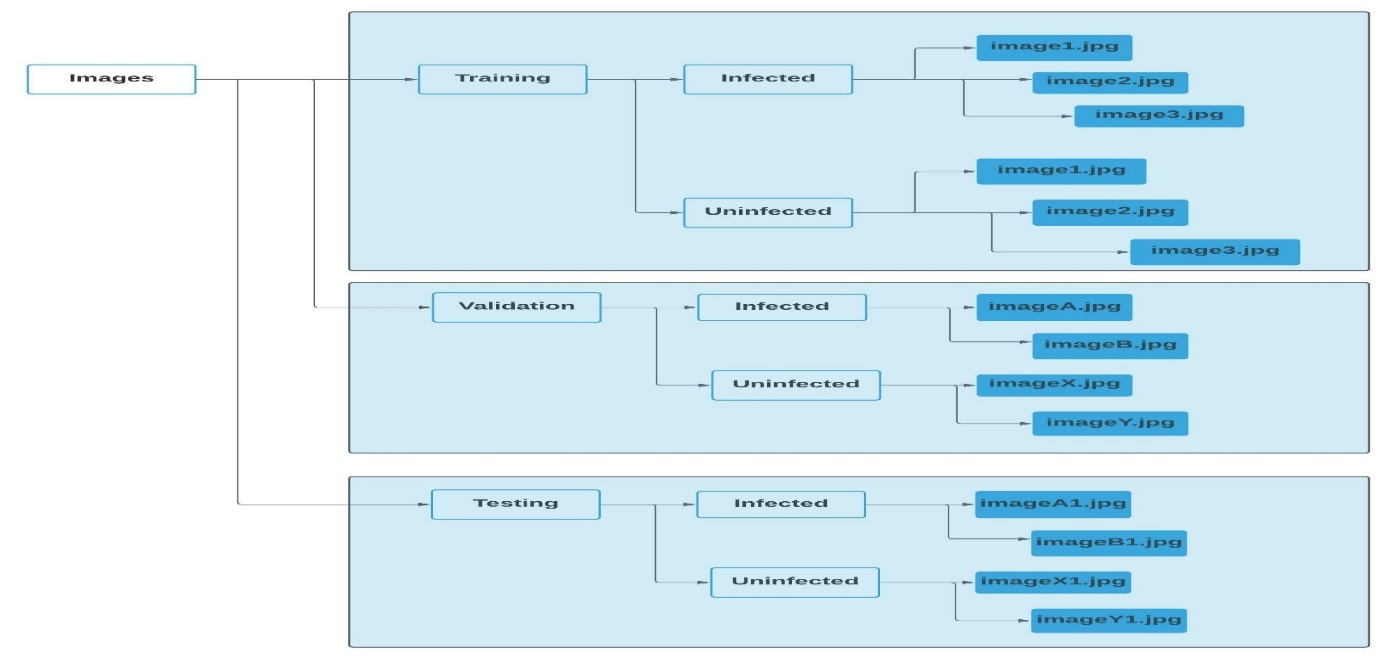 Images
Training
Infected
image1.jpg
image2.jpg
image3.jpg
Uninfected
image1.jpg
image2.jpg
image3.jpg
Validation
Infected
imageA.jpg
imageB.jpg
Uninfected
imageX.jpg
imageY.jpg
Testing
Infected
imageA1.jpg
imageB1.jpg
Uninfected
imageX1.jpg
imageY1.jpg